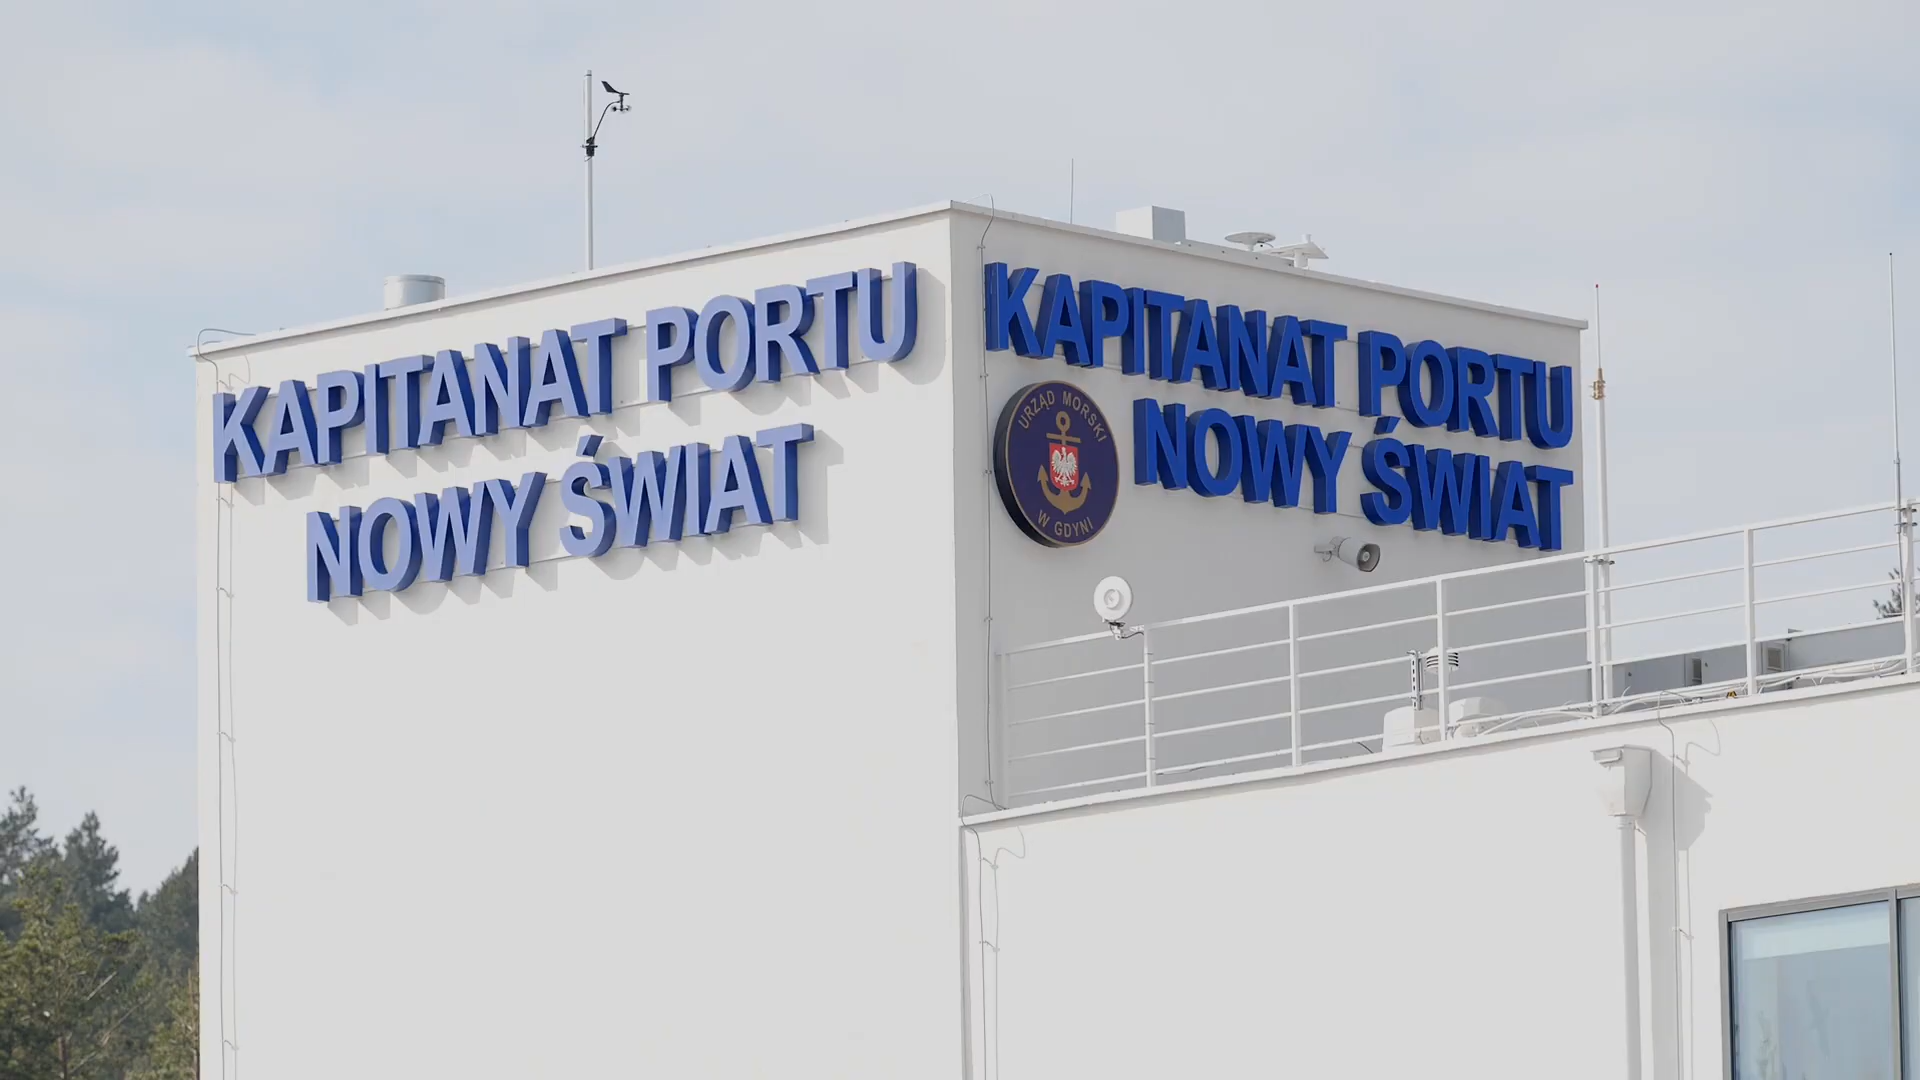 KAPITANAT PORTU
NOWY ŚWIAT
KAPITANAT PORTU
NOWY ŚWIAT
URZĄD MORSKI
W GDYNI